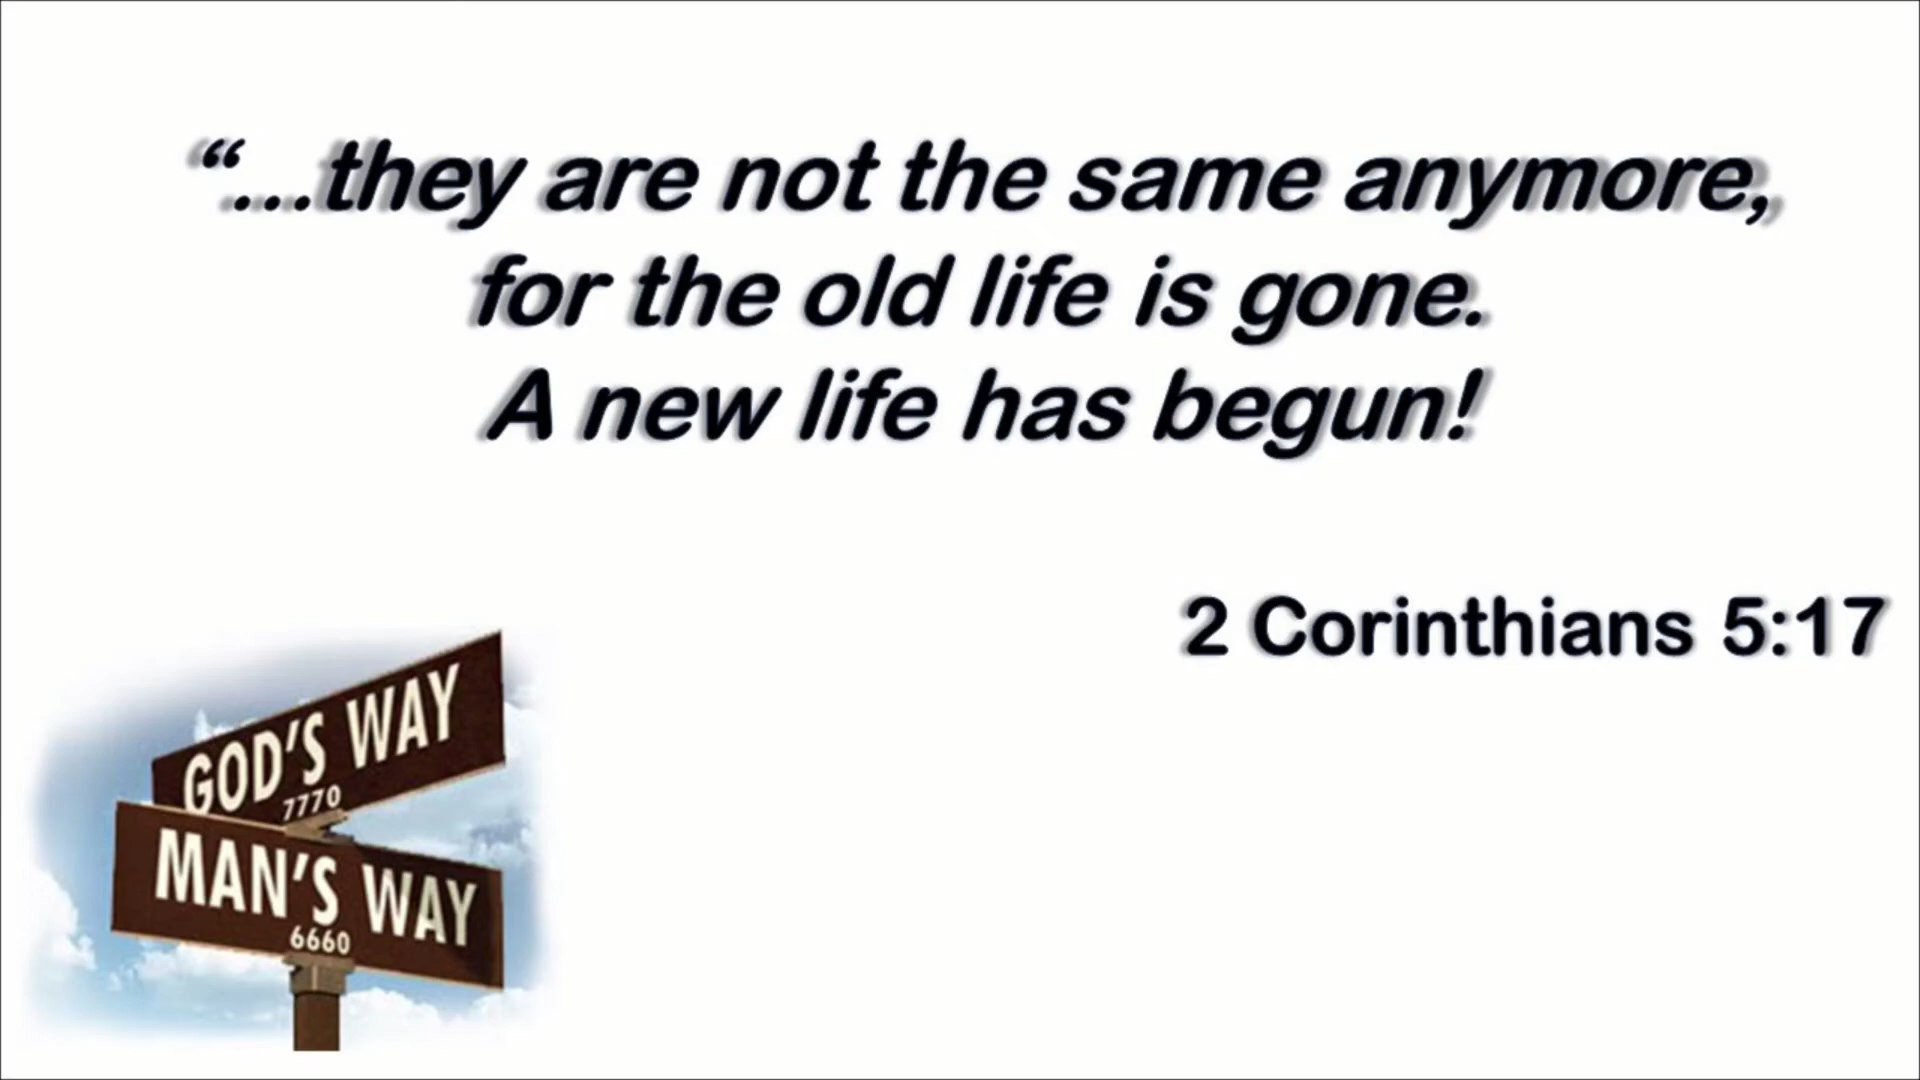 “...they are not the same anymore,
for the old life is gone.
A new life has begun!
2 Corinthians 5:17
GOD'S WAY
7770
MAN'S WAY
6660